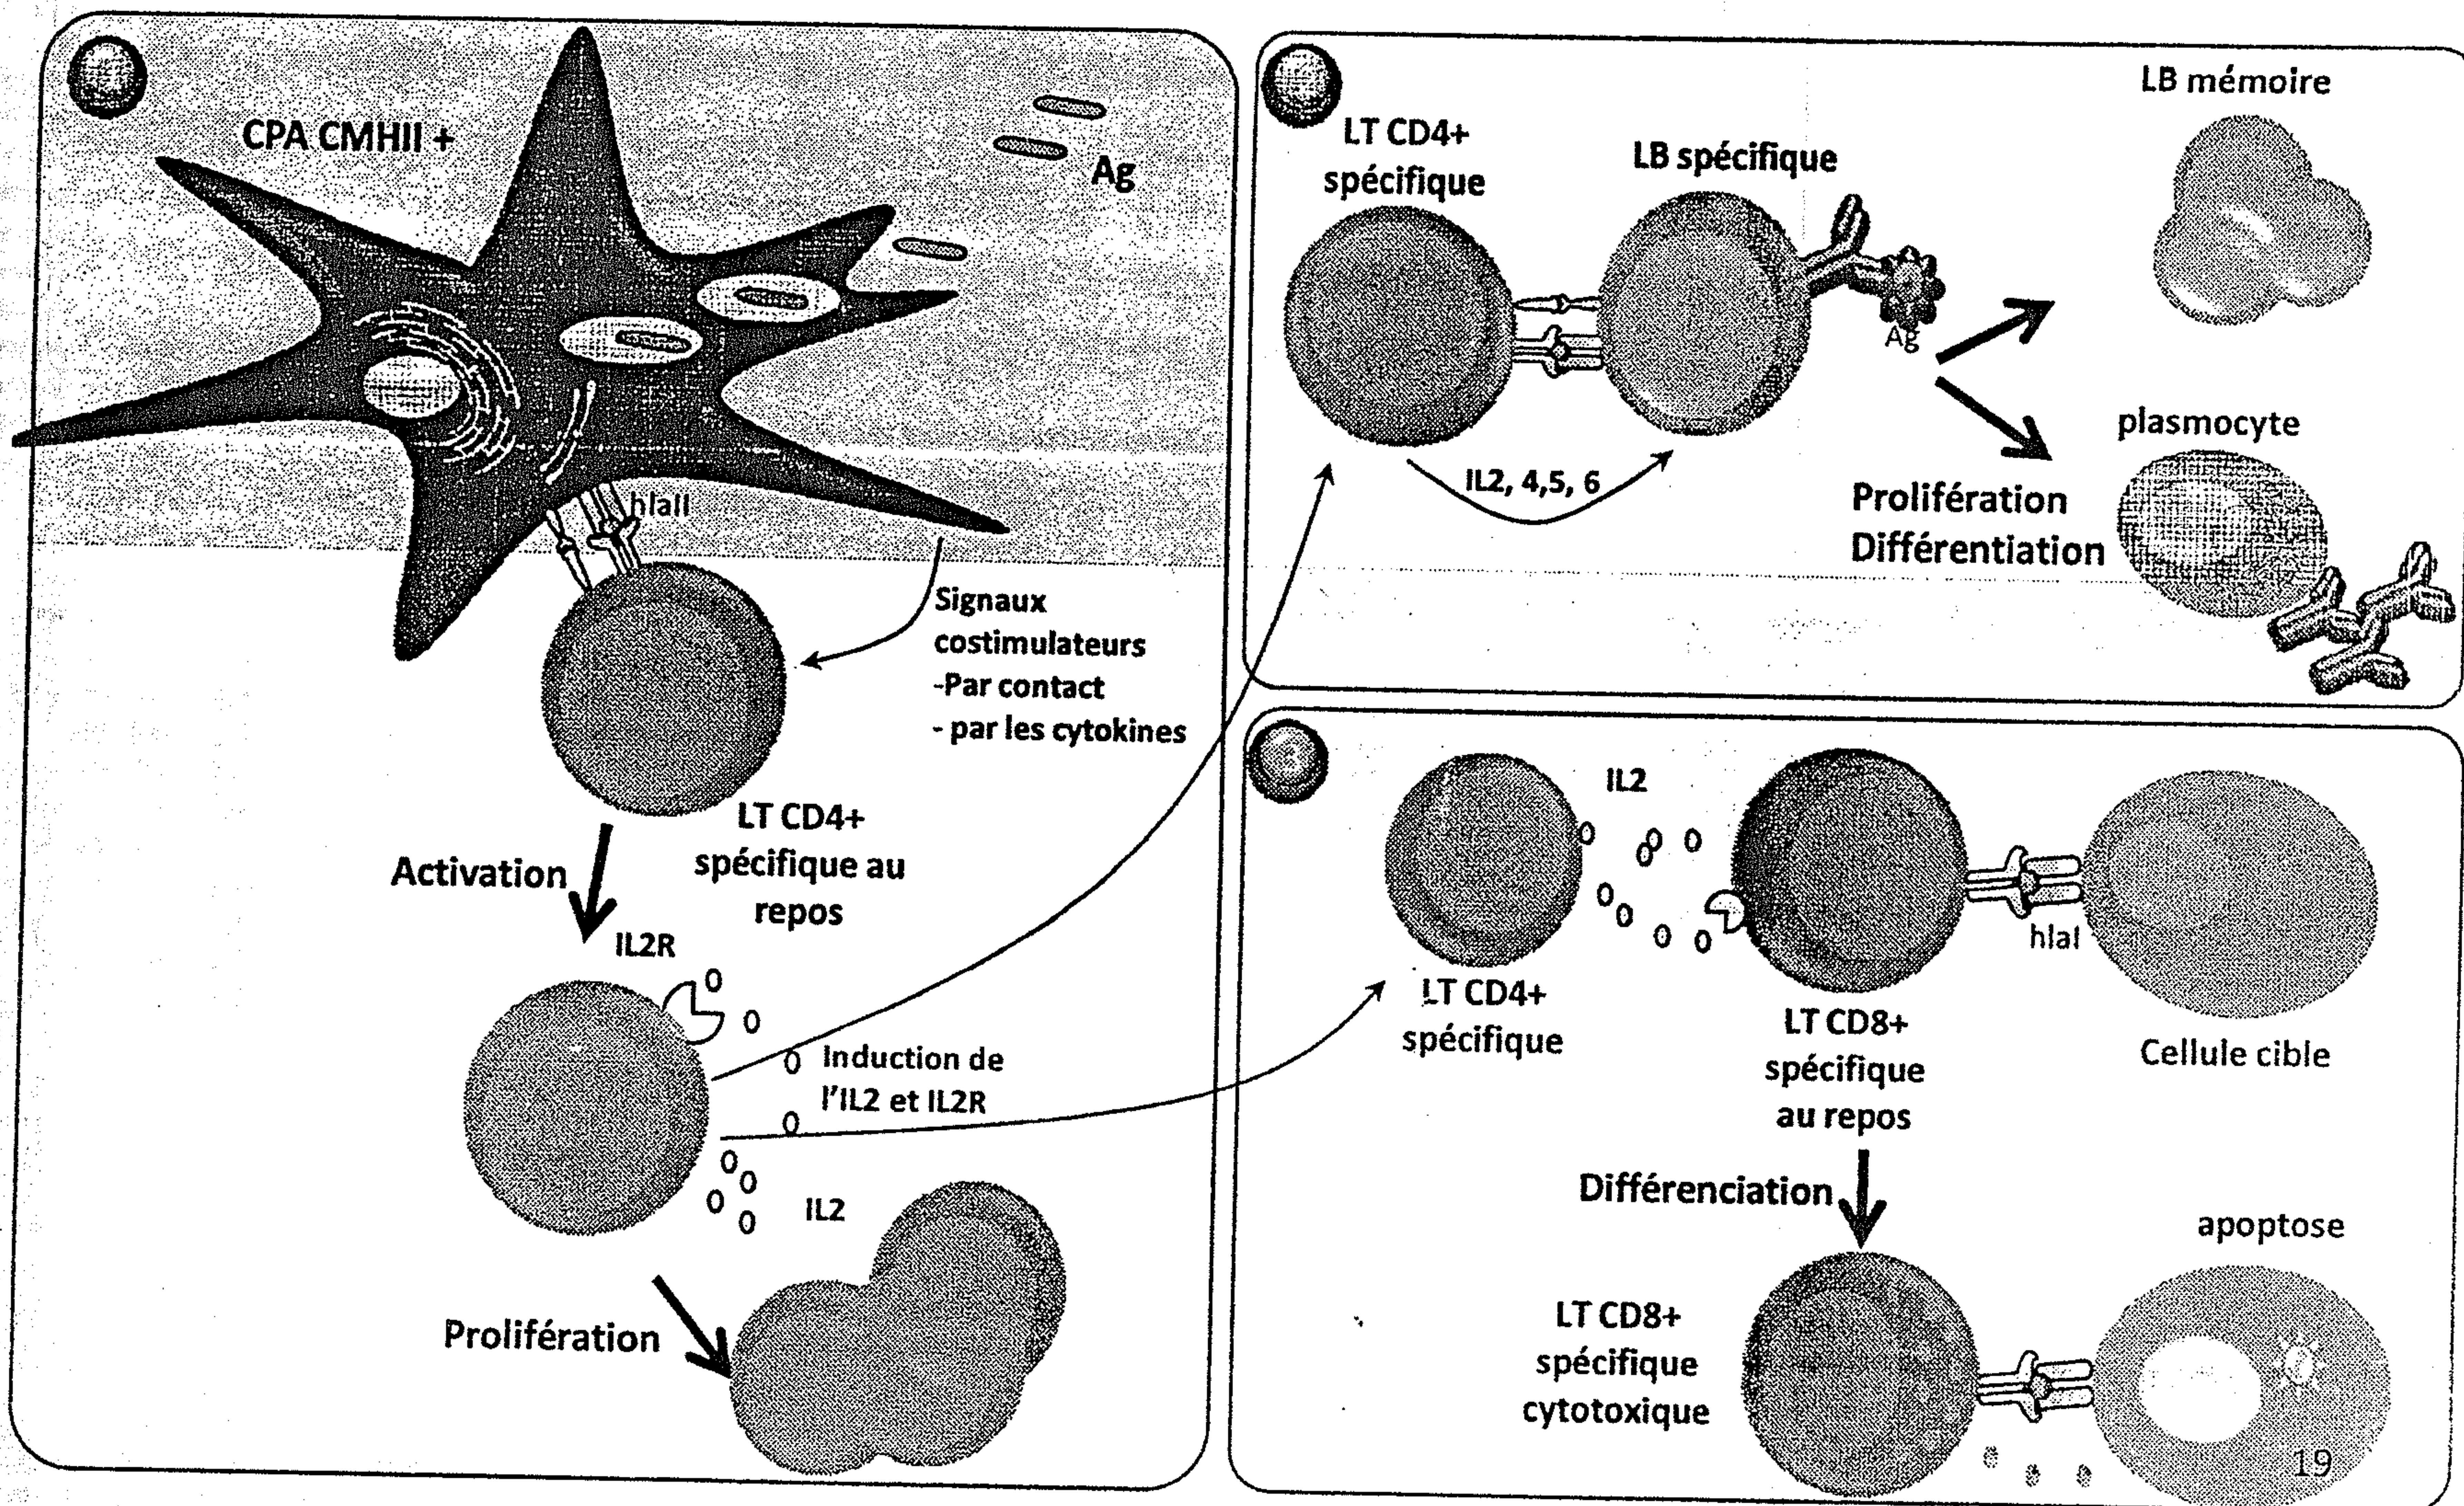 CPA CMHII +
Ag
hlaII
Signaux
costimulateurs
-Par contact
- par les cytokines
LT CD4+
spécifique au
repos
Activation
IL2R
Induction de
l'IL2 et IL2R
IL2
Prolifération
LT CD4+
spécifique
LB spécifique
Ag
IL2, 4,5, 6
LB mémoire
plasmocyte
Prolifération
Différentiation
3
IL2
LT CD4+
spécifique
LT CD8+
spécifique
au repos
hlaI
Cellule cible
Différenciation
apoptose
LT CD8+
spécifique
cytotoxique
19